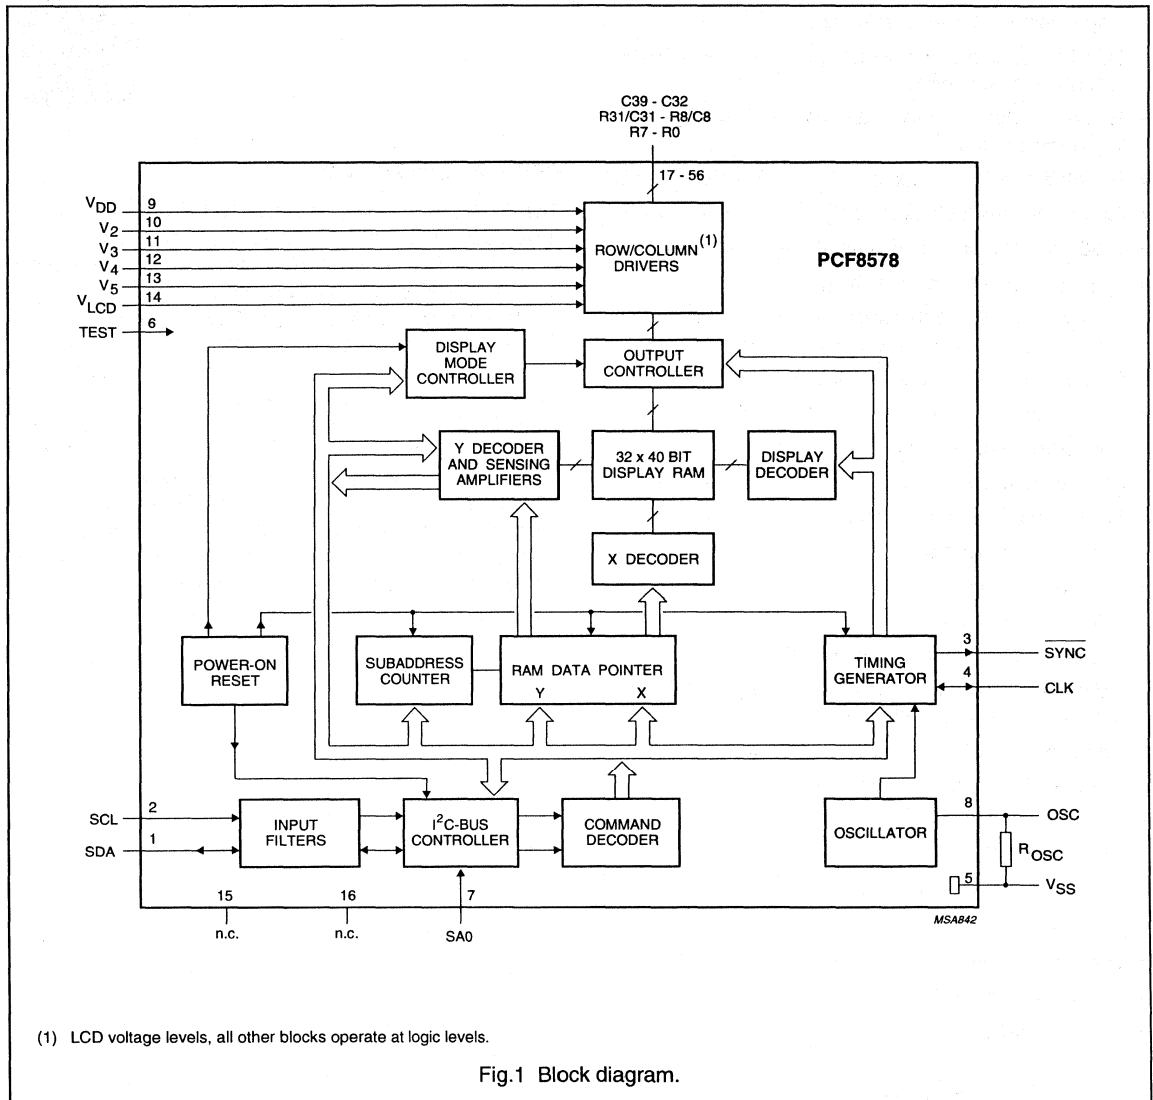 C39 - C32
R31/C31 - R8/C8
R7 - R0
17 - 56
VDD 9
V2 10
V3 11
V4 12
V5 13
VLCD 14
TEST 6
ROW/COLUMN (1)
DRIVERS
PCF8578
DISPLAY
MODE
CONTROLLER
OUTPUT
CONTROLLER
Y DECODER
AND SENSING
AMPLIFIERS
32 x 40 BIT
DISPLAY RAM
DISPLAY
DECODER
X DECODER
POWER-ON
RESET
SUBADDRESS
COUNTER
RAM DATA POINTER
Y X
TIMING
GENERATOR
3 SYNC
4 CLK
SCL 2
SDA 1
INPUT
FILTERS
I2C-BUS
CONTROLLER
COMMAND
DECODER
OSCILLATOR
8 OSC
ROSC
5 VSS
15 16 7
n.c. n.c. SA0
MSA842
(1) LCD voltage levels, all other blocks operate at logic levels.
Fig.1 Block diagram.